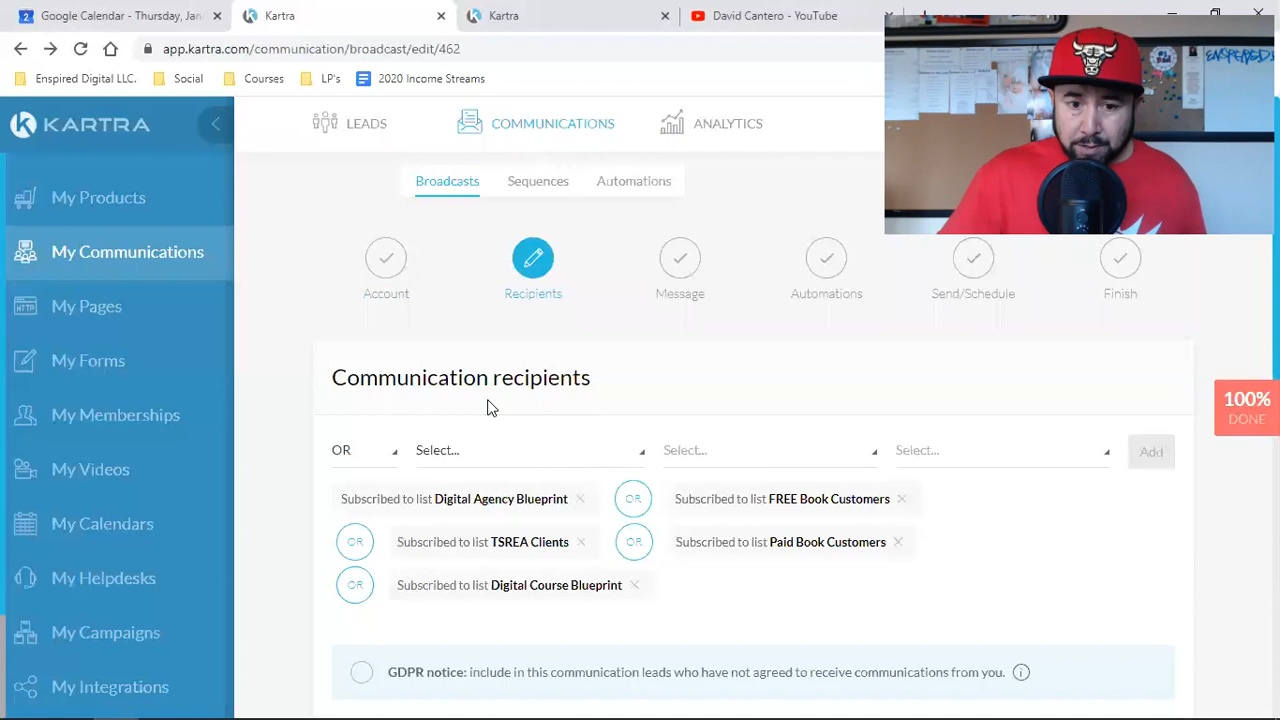 2 Google Calendar - Thursday, Jan
Kartra
Kartra
David Cantero - YouTube
app.kartra.com/communication/broadcast/edit/462
Enspired Digital LLC.
Social
Courses
LP's
2020 Income Streams
KARTRA
LEADS
COMMUNICATIONS
ANALYTICS
Broadcasts
Sequences
Automations
My Products
My Communications
HTTP My Pages
My Forms
My Memberships
My Videos
My Calendars
My Helpdesks
My Campaigns
My Integrations
Account
Recipients
Message
Automations
Send/Schedule
Finish
Communication recipients
100%
DONE
OR Select... Select... Select... Add
Subscribed to list Digital Agency Blueprint × OR Subscribed to list FREE Book Customers ×
OR Subscribed to list TSREA Clients × OR Subscribed to list Paid Book Customers ×
OR Subscribed to list Digital Course Blueprint ×
GDPR notice: include in this communication leads who have not agreed to receive communications from you.